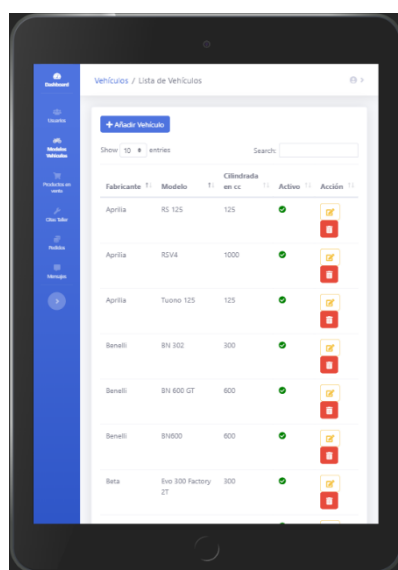 Dashboard
Vehículos / Lista de Vehículos
Usuarios
Modelos
Vehículos
Productos en
venta
Citas Taller
Pedidos
Mensajes
+ Añadir Vehículo
Show 10 entries
Search:
Fabricante Modelo Cilindrada en cc Activo Acción
Aprilia RS 125 125
Aprilia RSV4 1000
Aprilia Tuono 125 125
Benelli BN 302 300
Benelli BN 600 GT 600
Benelli BN600 600
Beta Evo 300 Factory 2T 300